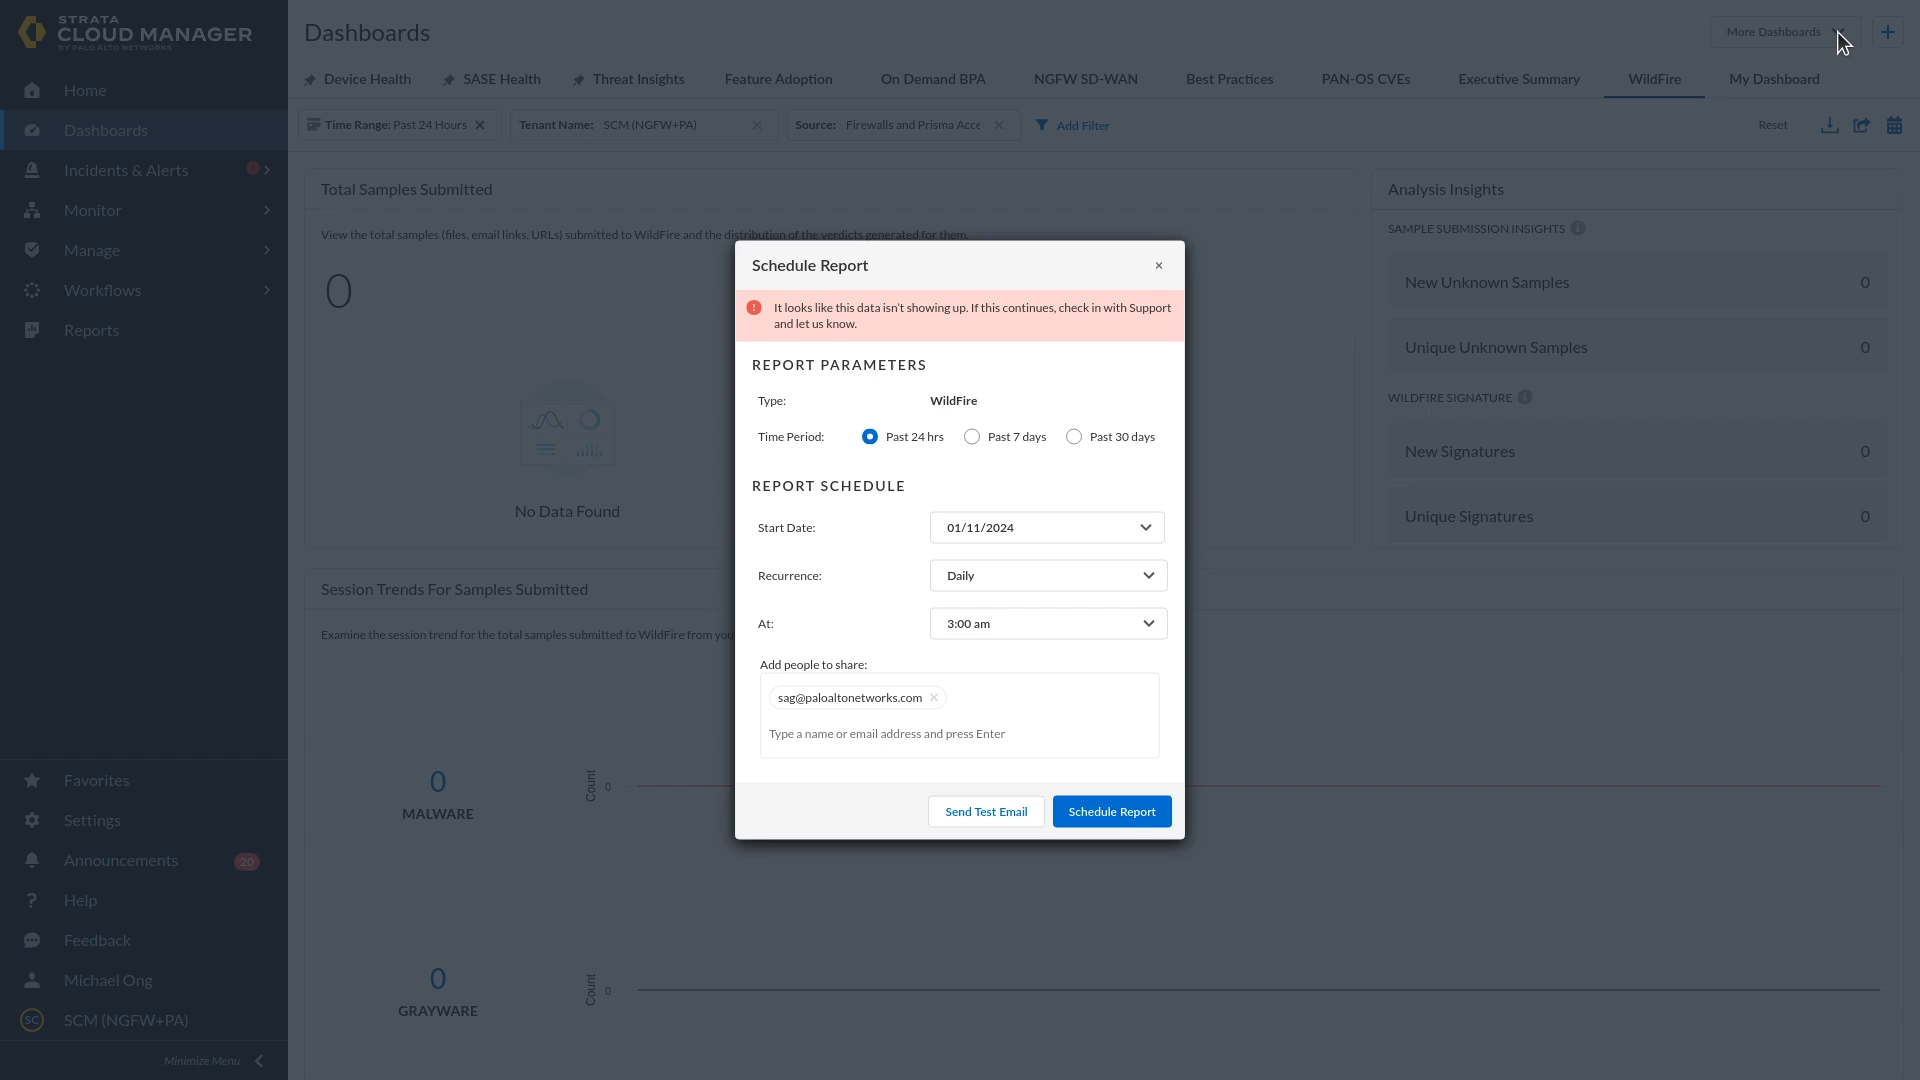 STRATA
CLOUD MANAGER
BY PALO ALTO NETWORKS
Home
Dashboards
Incidents & Alerts
Monitor
Manage
Workflows
Reports
Favorites
Settings
Announcements 20
Help
Feedback
Michael Ong
SC SCM (NGFW+PA)
Minimize Menu
Dashboards
More Dashboards
Device Health SASE Health Threat Insights Feature Adoption On Demand BPA NGFW SD-WAN Best Practices PAN-OS CVEs Executive Summary WildFire My Dashboard
Time Range: Past 24 Hours Tenant Name: SCM (NGFW+PA) Source: Firewalls and Prisma Acce Add Filter Reset
Total Samples Submitted
View the total samples (files, email links, URLs) submitted to WildFire and the distribution of the verdicts generated for them.
0
No Data Found
Analysis Insights
SAMPLE SUBMISSION INSIGHTS
New Unknown Samples 0
Unique Unknown Samples 0
WILDFIRE SIGNATURE
New Signatures 0
Unique Signatures 0
Session Trends For Samples Submitted
Examine the session trend for the total samples submitted to WildFire from you
0
MALWARE
Count
0
0
GRAYWARE
Count
0
Schedule Report
It looks like this data isn't showing up. If this continues, check in with Support
and let us know.
REPORT PARAMETERS
Type: WildFire
Time Period: Past 24 hrs Past 7 days Past 30 days
REPORT SCHEDULE
Start Date: 01/11/2024
Recurrence: Daily
At: 3:00 am
Add people to share:
sag@paloaltonetworks.com
Type a name or email address and press Enter
Send Test Email Schedule Report